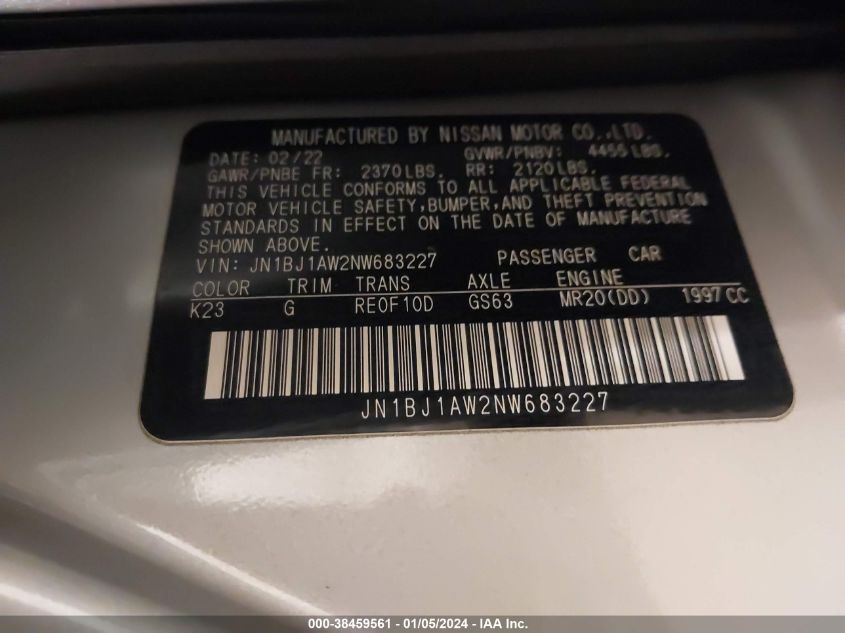 MANUFACTURED BY NISSAN MOTOR CO.,LTD.
DATE: 02/22 GVWR/PNBV: 4455 LBS.
GAWR/PNBE FR: 2370LBS. RR: 2120LBS.
THIS VEHICLE CONFORMS TO ALL APPLICABLE FEDERAL
MOTOR VEHICLE SAFETY,BUMPER,AND THEFT PREVENTION
STANDARDS IN EFFECT ON THE DATE OF MANUFACTURE
SHOWN ABOVE.
VIN: JN1BJ1AW2NW683227 PASSENGER CAR
COLOR TRIM TRANS AXLE ENGINE
K23 G RE0F10D GS63 MR20(DD) 1997CC
JN1BJ1AW2NW683227
000-38459561 - 01/05/2024 - IAA Inc.